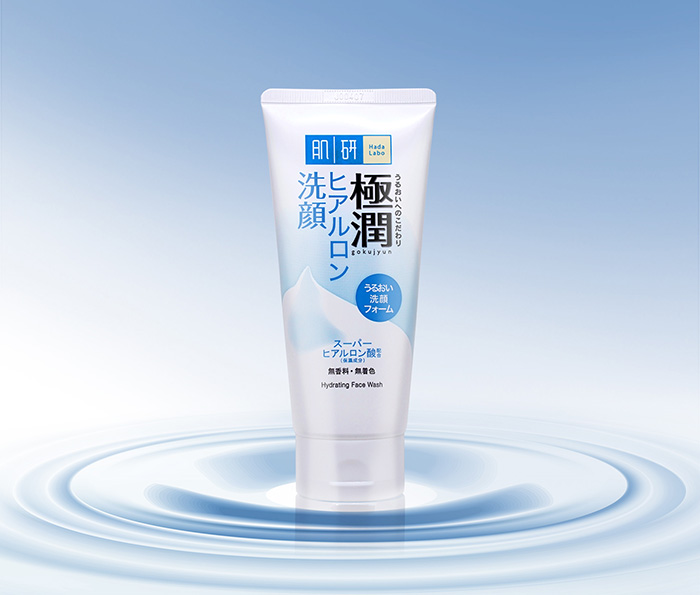 肌研
Hada
Labo
うるおいへのこだわり
極潤
gokujyun
ヒアルロン
洗顔
うるおい
洗顔
フォーム
スーパー
ヒアルロン酸配合
(保湿成分)
無香料・無着色
Hydrating Face Wash